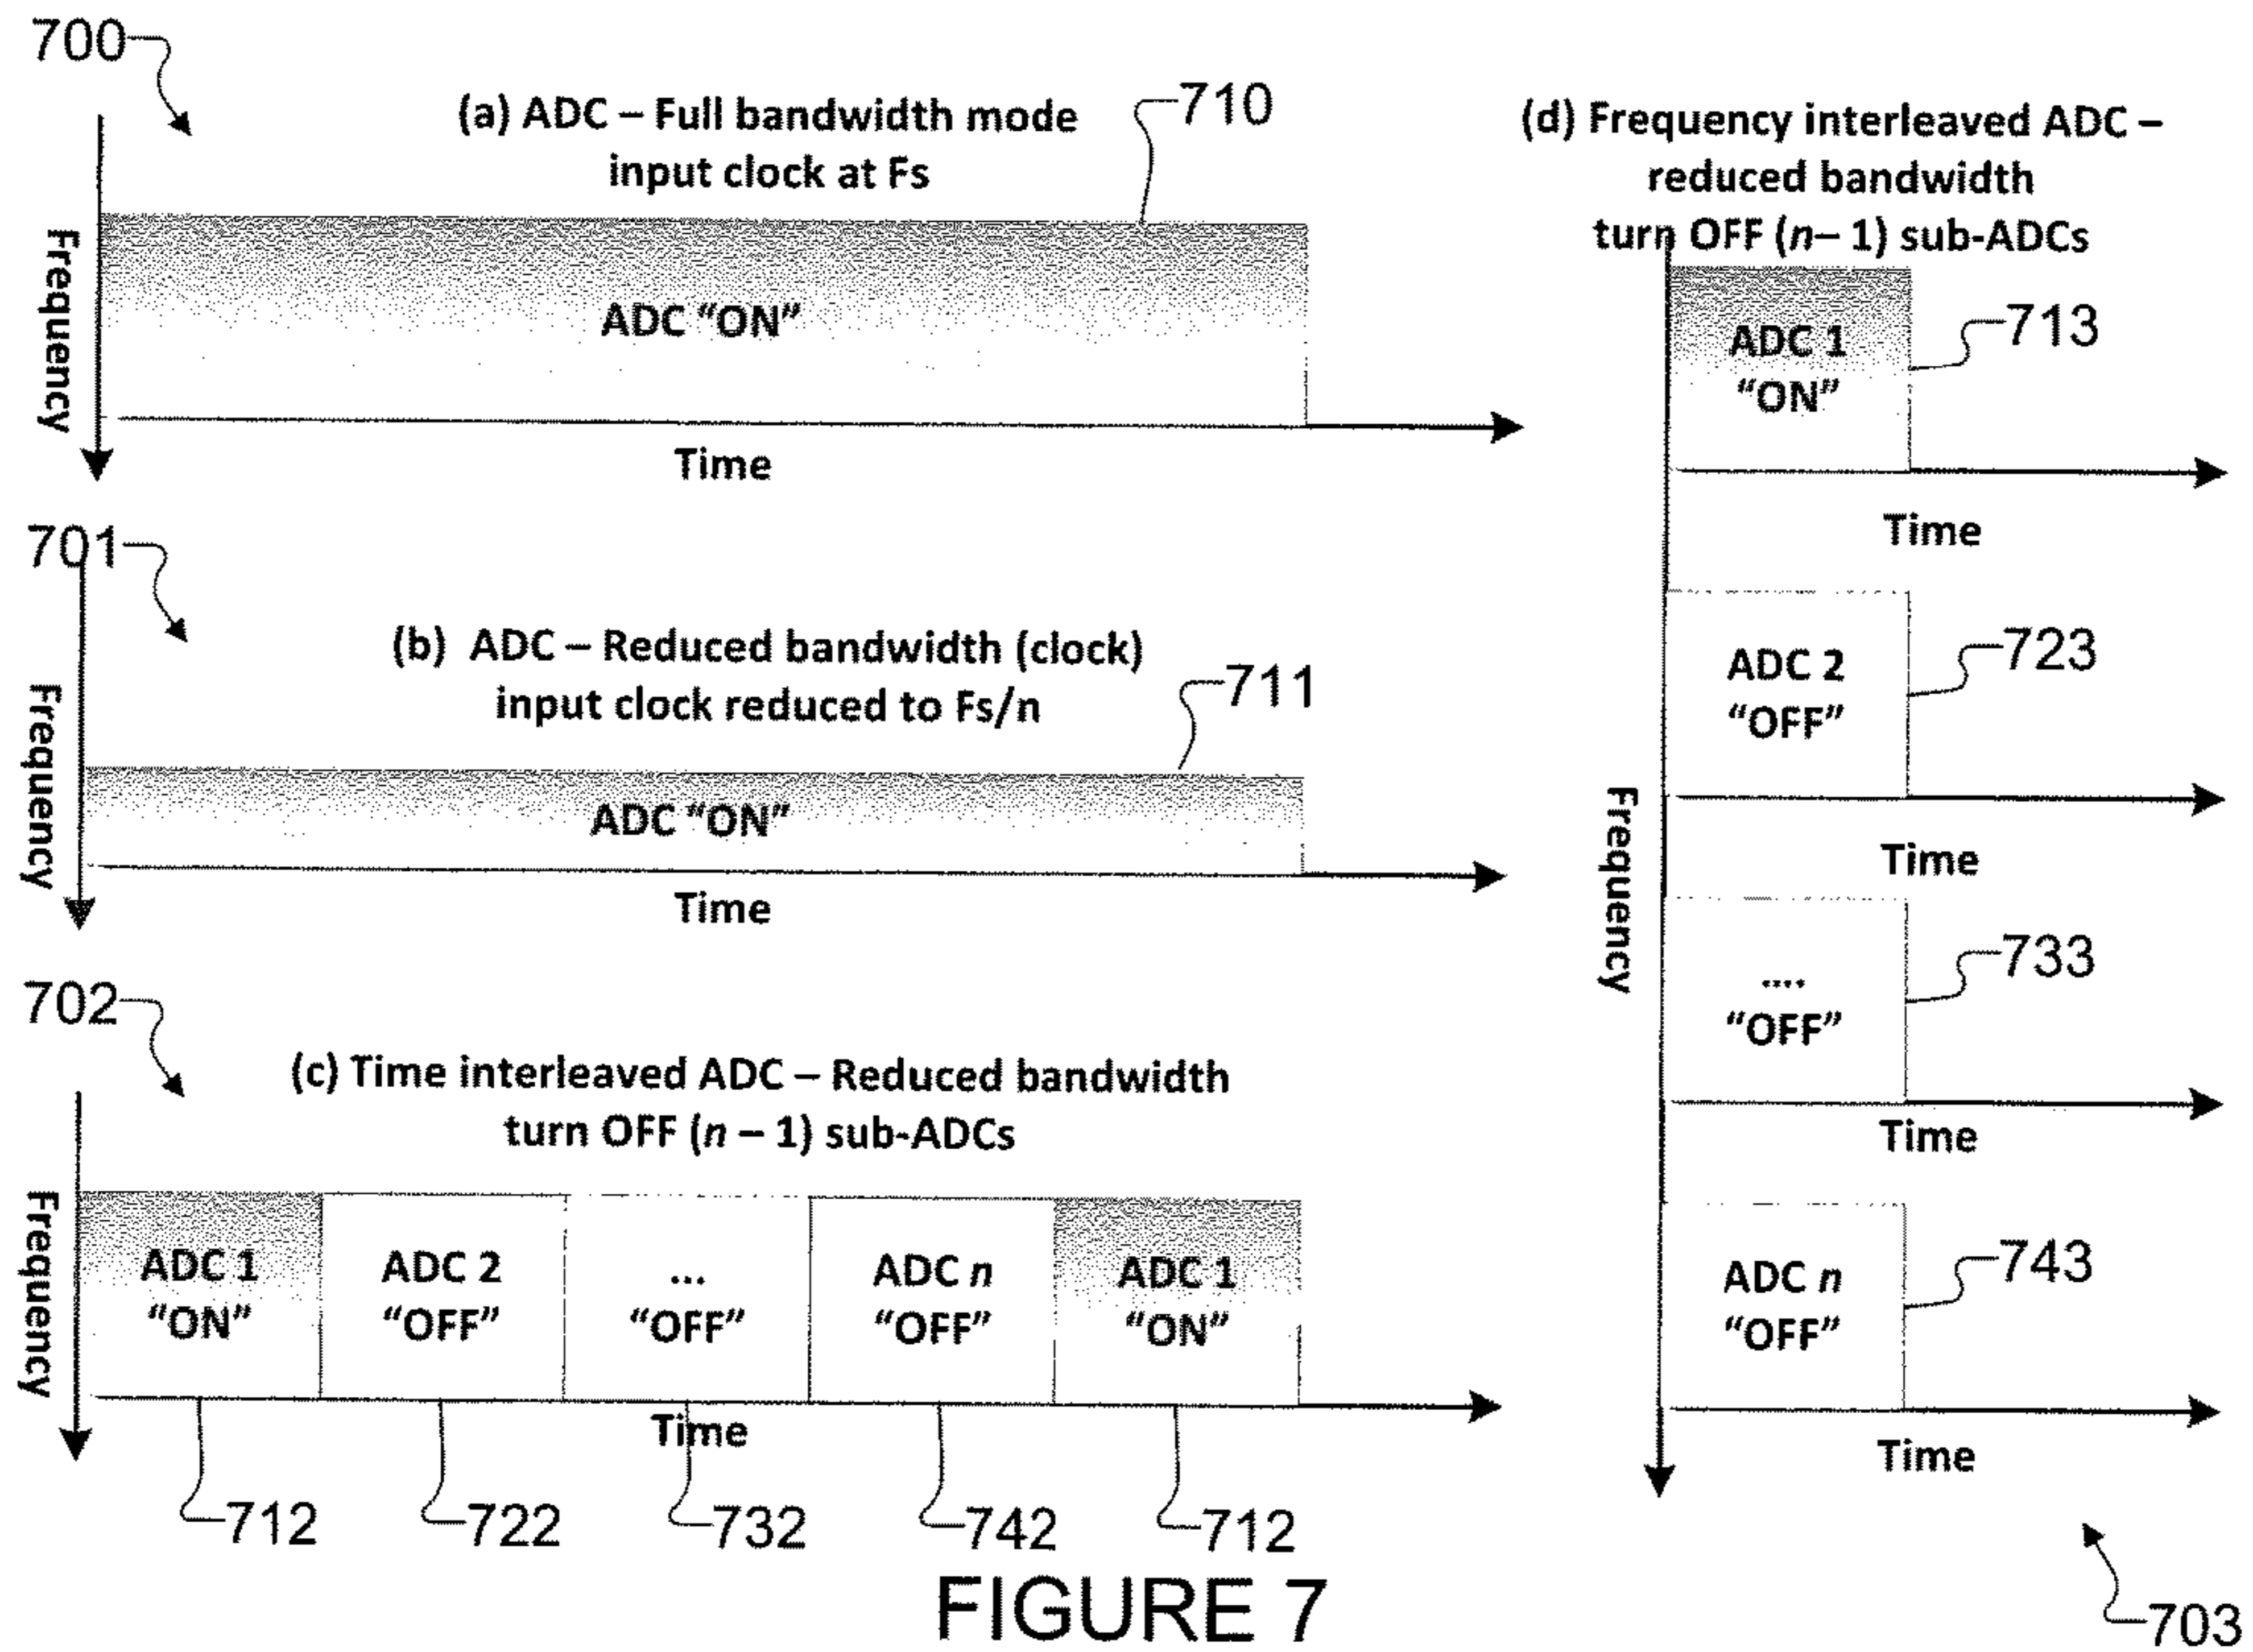 700
(a) ADC – Full bandwidth mode
input clock at Fs
710
Frequency
ADC “ON”
Time
701
(b) ADC – Reduced bandwidth (clock)
input clock reduced to Fs/n
711
Frequency
ADC “ON”
Time
702
(c) Time interleaved ADC – Reduced bandwidth
turn OFF (n – 1) sub-ADCs
Frequency
ADC 1
“ON”
ADC 2
“OFF”
...
“OFF”
ADC n
“OFF”
ADC 1
“ON”
Time
712
722
732
742
712
(d) Frequency interleaved ADC –
reduced bandwidth
turn OFF (n– 1) sub-ADCs
Frequency
ADC 1
“ON”
713
Time
ADC 2
“OFF”
723
Time
....
“OFF”
733
Time
ADC n
“OFF”
743
Time
703
FIGURE 7